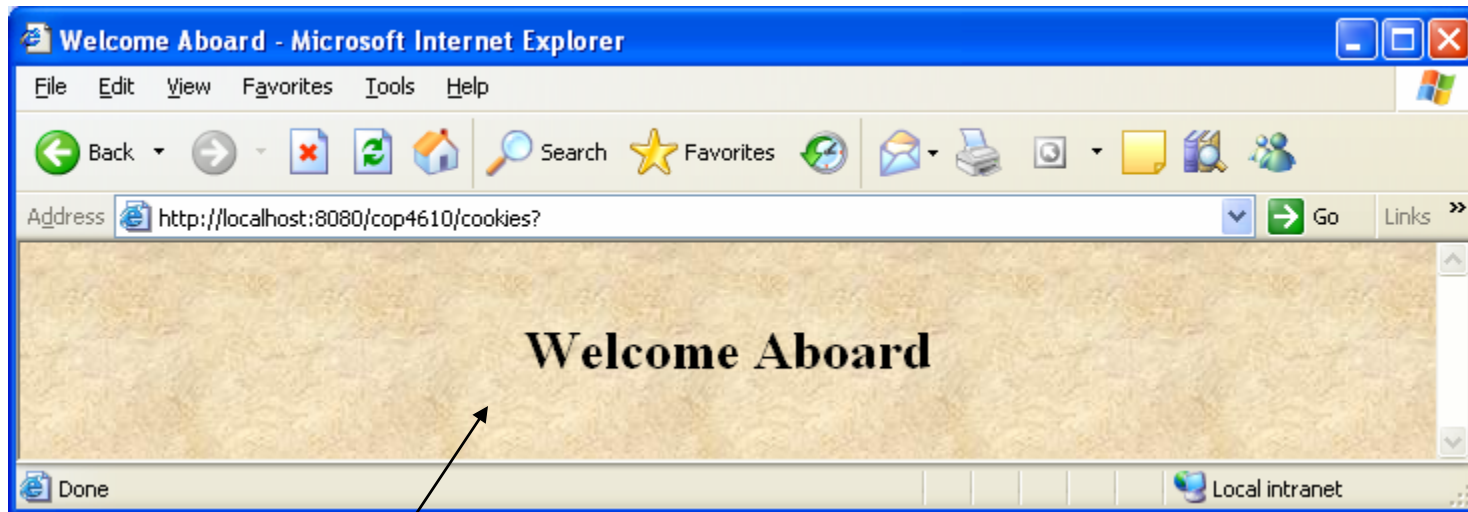 Welcome Aboard - Microsoft Internet Explorer
File Edit View Favorites Tools Help
Back Search Favorites
Address http://localhost:8080/cop4610/cookies? Go Links »
Welcome Aboard
Done Local intranet